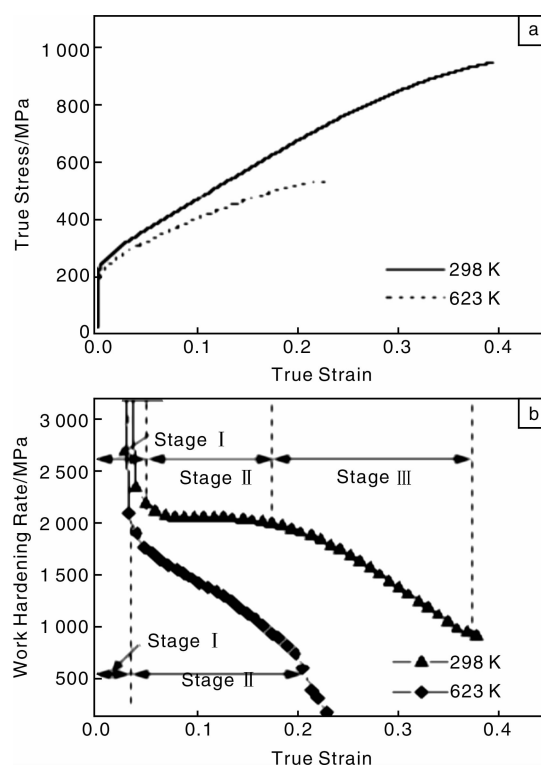 a
1 000
800
600
400
200
0
True Stress/MPa
298 K
623 K
0.0 0.1 0.2 0.3 0.4
True Strain
b
3 000
2 500
2 000
1 500
1 000
500
Work Hardening Rate/MPa
Stage Ⅰ
Stage Ⅱ
Stage Ⅲ
Stage Ⅰ
Stage Ⅱ
298 K
623 K
0.0 0.1 0.2 0.3 0.4
True Strain